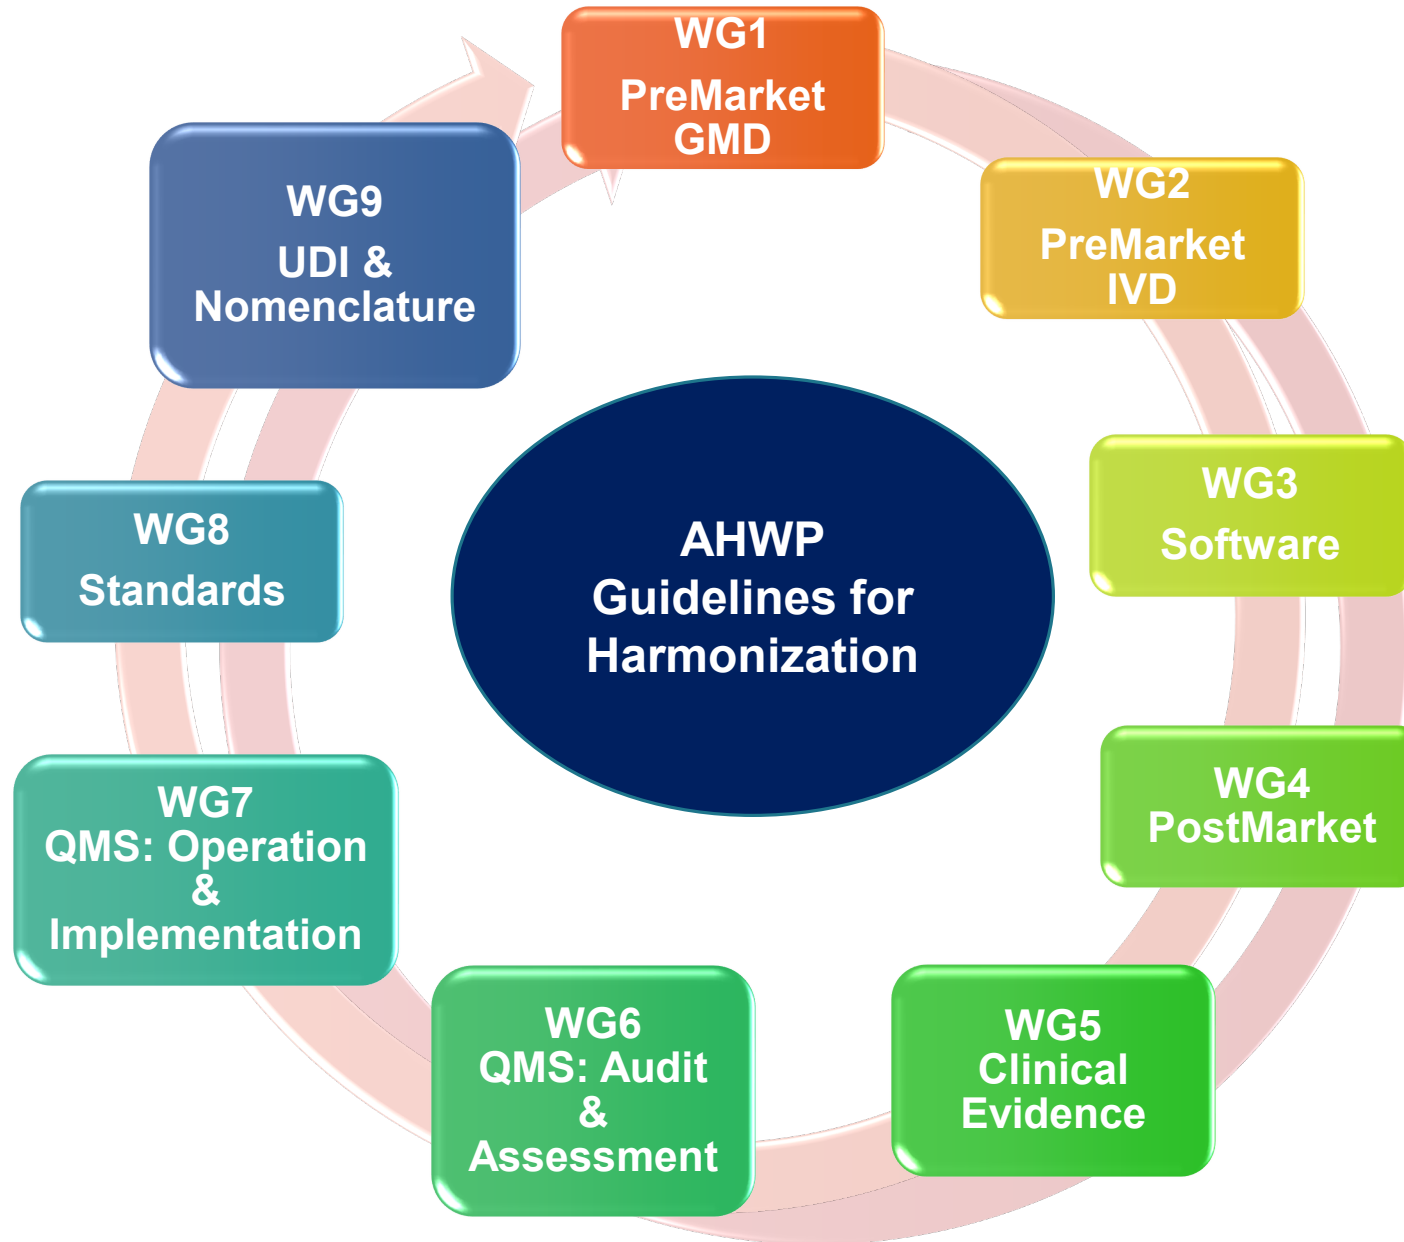 WG1
PreMarket
GMD
WG2
PreMarket
IVD
WG3
Software
WG4
PostMarket
WG5
Clinical
Evidence
WG6
QMS: Audit
&
Assessment
WG7
QMS: Operation
&
Implementation
WG8
Standards
WG9
UDI &
Nomenclature
AHWP
Guidelines for
Harmonization